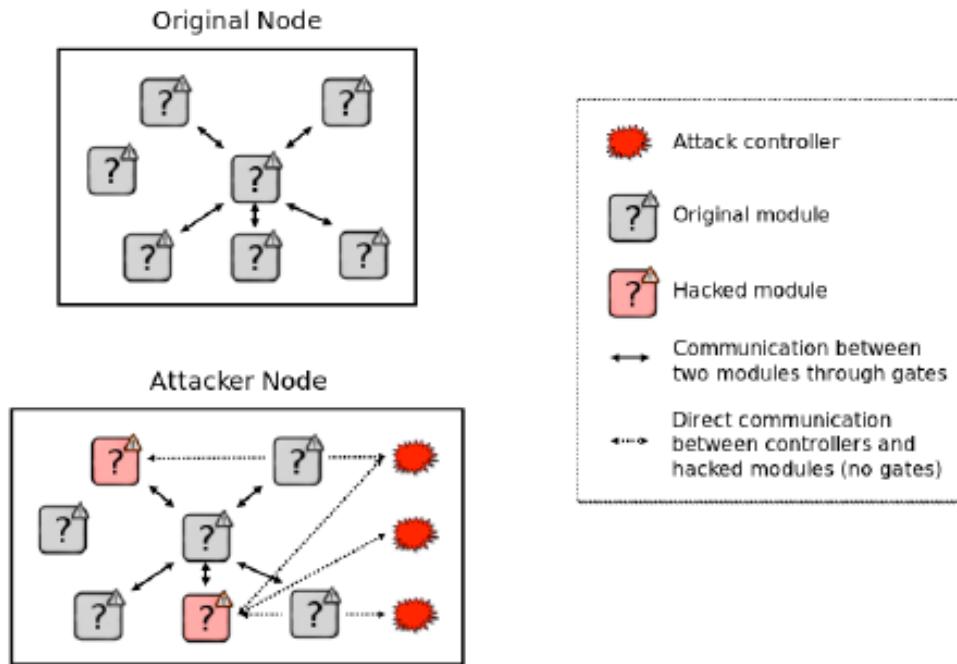 Original Node
?
?
?
?
?
?
?
Attack controller
? Original module
? Hacked module
Communication between
two modules through gates
Direct communication
between controllers and
hacked modules (no gates)
Attacker Node
?
?
?
?
?
?
?